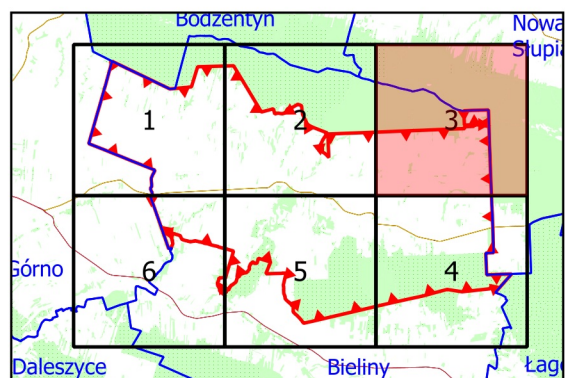 Bodzentyn
Nowa
Słupia
1
2
3
Górno
6
5
4
Daleszyce
Bieliny
Łag